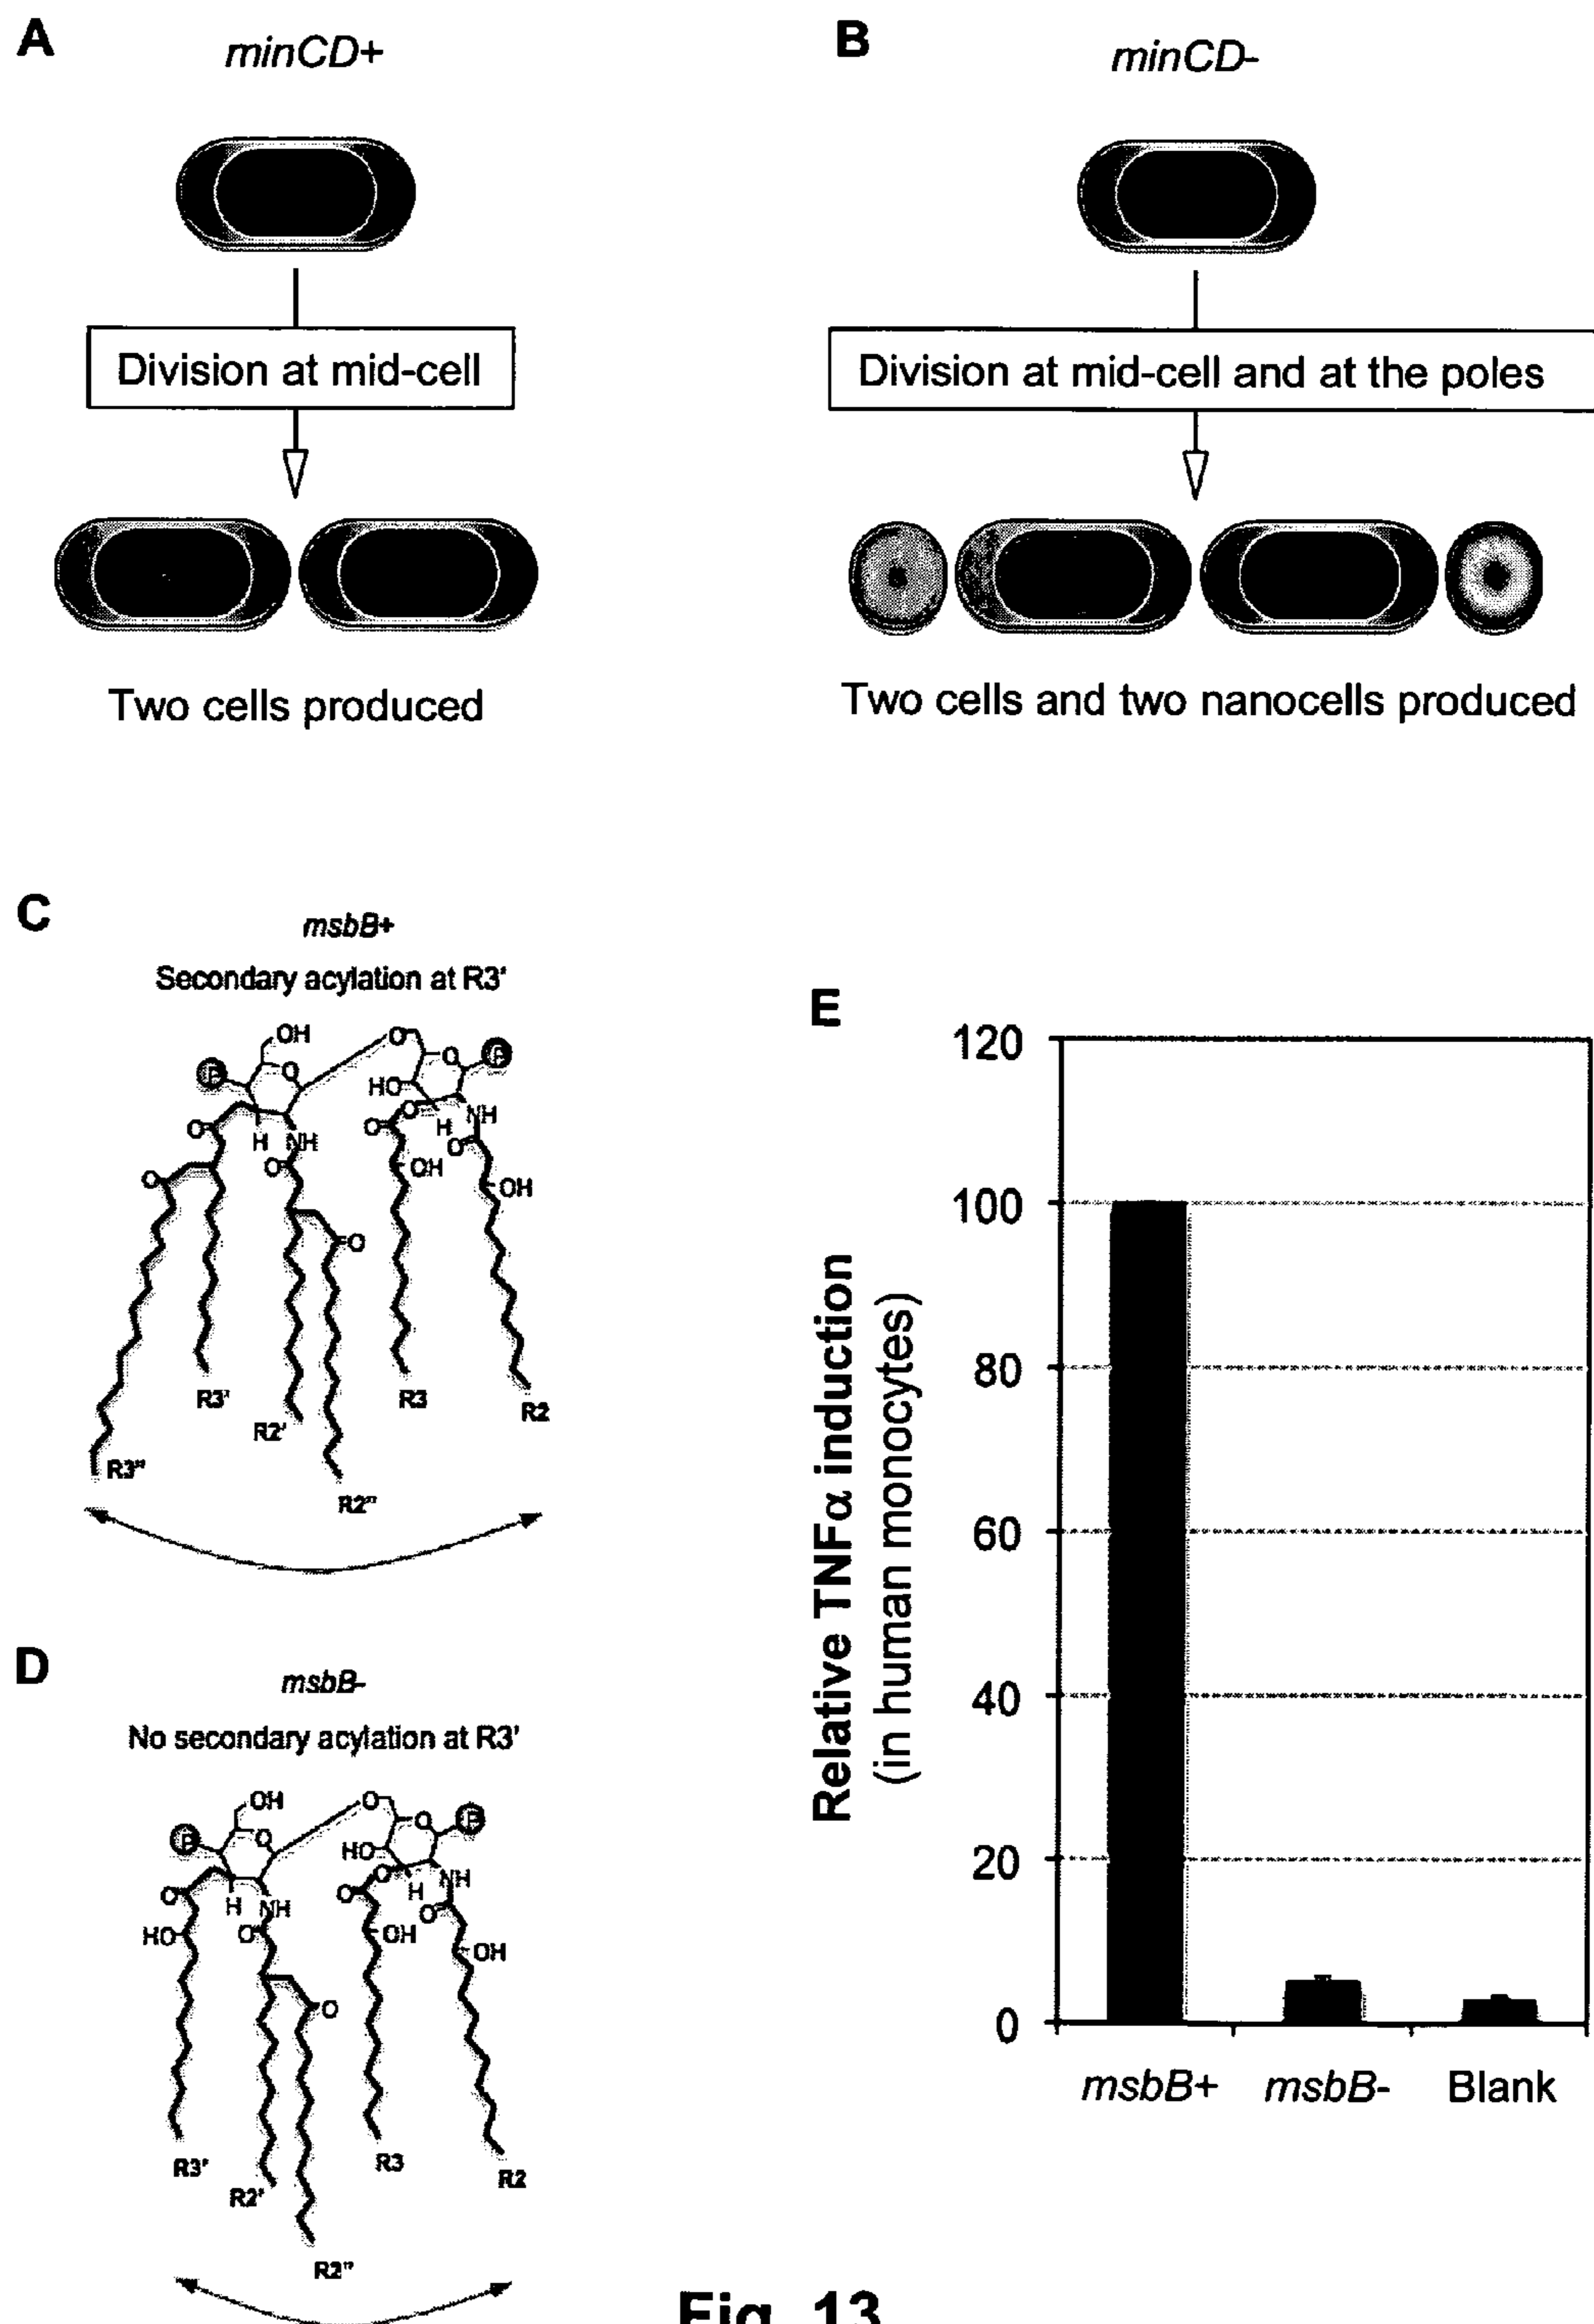 A
minCD+
Division at mid-cell
Two cells produced
B
minCD-
Division at mid-cell and at the poles
Two cells and two nanocells produced
C
msbB+
Secondary acylation at R3'
OH
O
O
P
O
P
HO
O
NH
O
O
H
H
NH
O
O
OH
O
OH
O
R3'
R3
R2
R2'
R3"
R2"
D
msbB-
No secondary acylation at R3'
OH
O
O
P
O
P
HO
O
NH
O
O
H
H
NH
O
HO
O
OH
OH
O
R3'
R3
R2
R2'
R2"
E
120
100
80
60
40
20
0
Relative TNFα induction
(in human monocytes)
msbB+
msbB-
Blank
Fig. 13